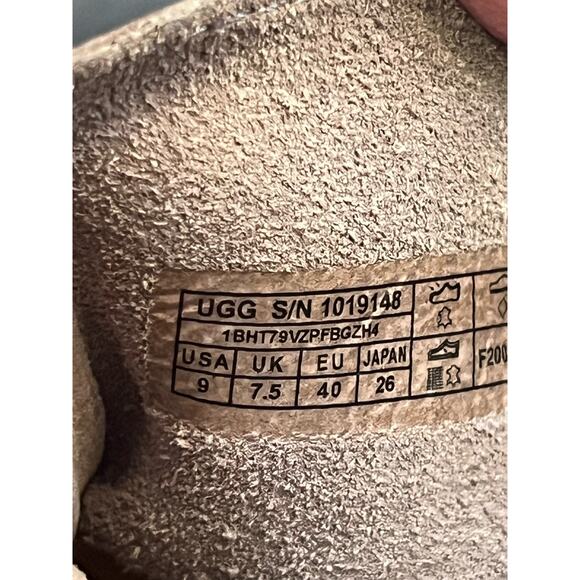 UGG S/N 1019148
1BHT79VZPFBGZH4
USA UK EU JAPAN
9 7.5 40 26
F200